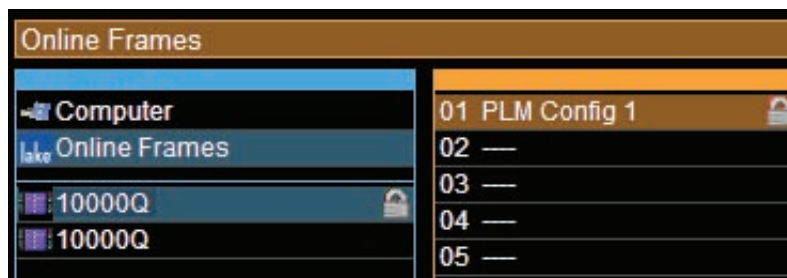 Online Frames
Computer
lake Online Frames
10000Q
10000Q
01 PLM Config 1
02 ----
03 ----
04 ----
05 ----